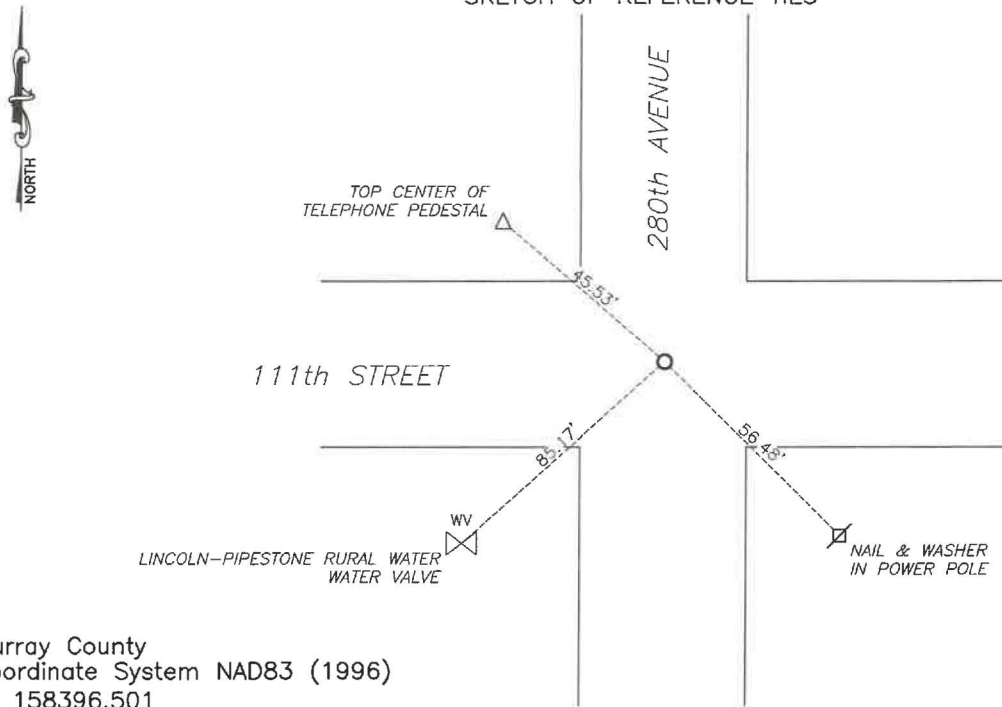 SKETCH OF REFERENCE TIES
NORTH
280th AVENUE
TOP CENTER OF
TELEPHONE PEDESTAL
45.53'
111th STREET
85.17'
56.48'
WV
LINCOLN-PIPESTONE RURAL WATER
WATER VALVE
NAIL & WASHER
IN POWER POLE
urray County
oordinate System NAD83 (1996)
158396.501